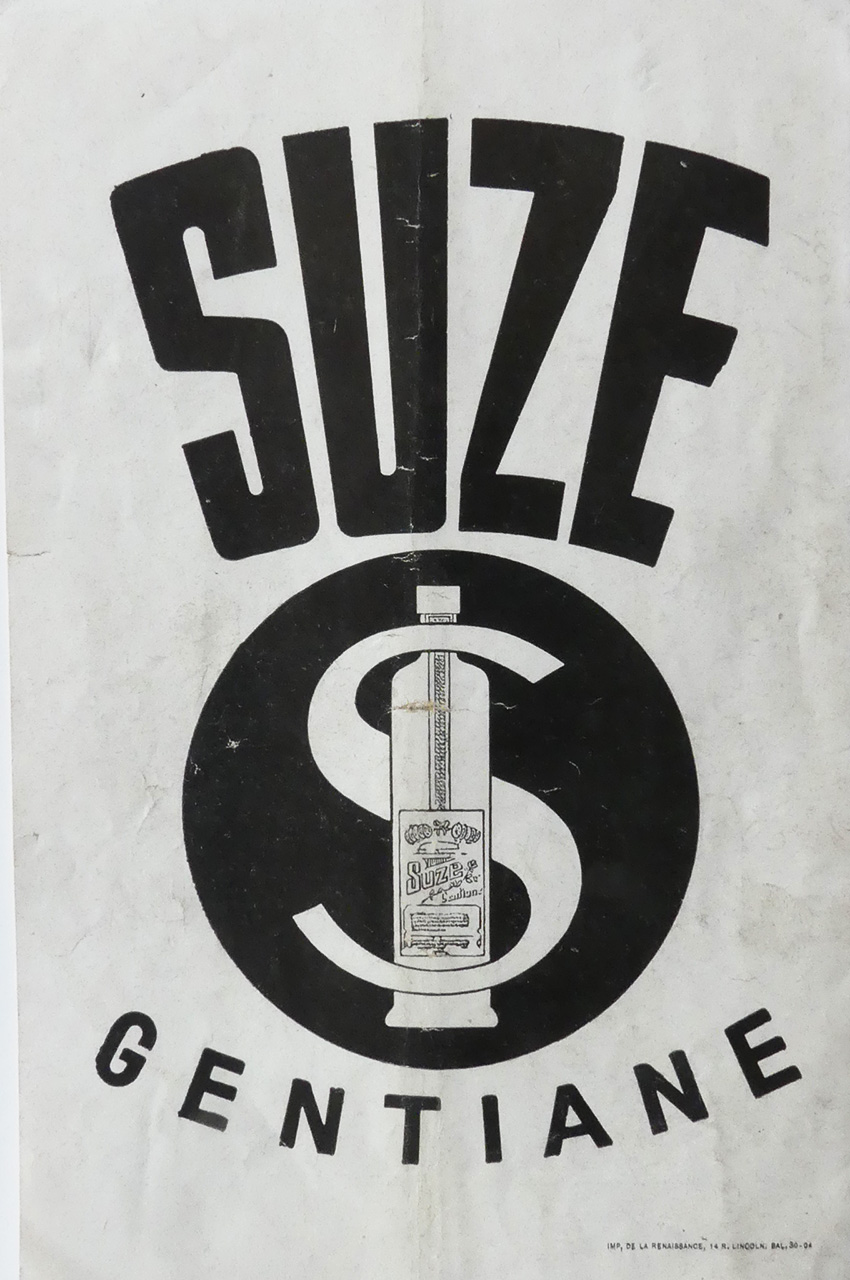 SUZE
S
Suze
GENTIANE
IMP, DE LA RENAISSANCE, 14 R. LINCOLN, BAL, 30-04